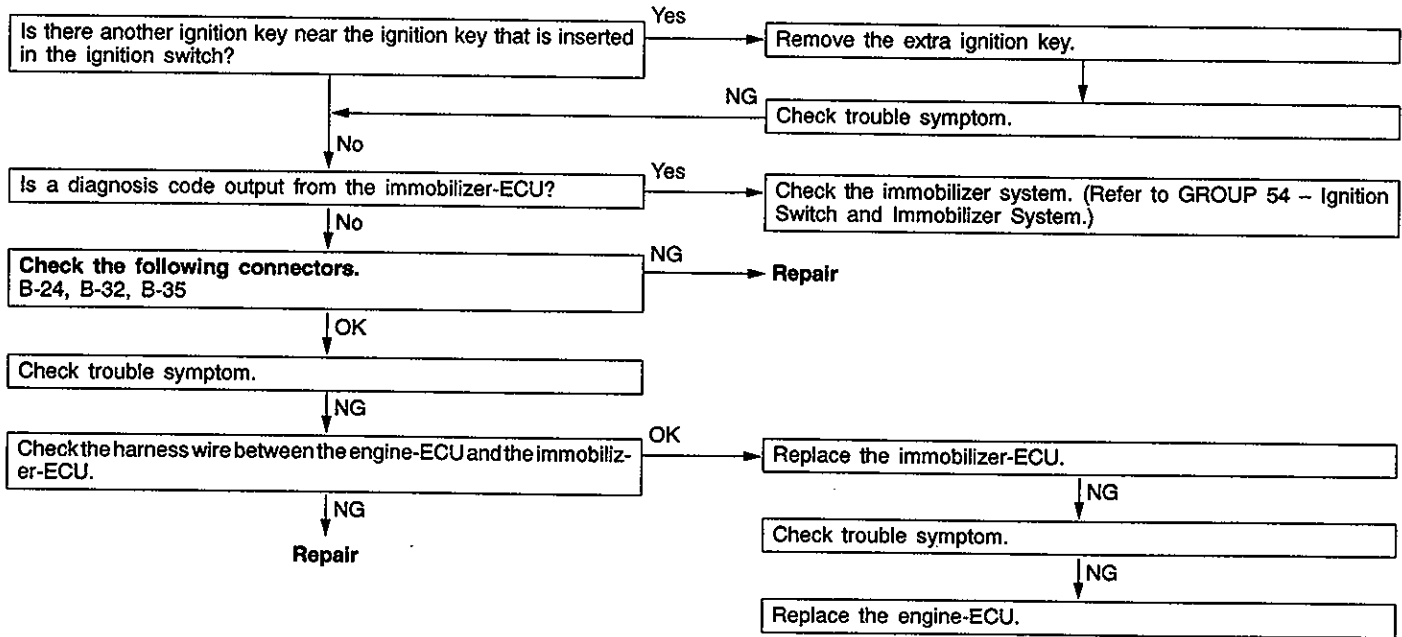 Is there another ignition key near the ignition key that is inserted
in the ignition switch?
Yes
Remove the extra ignition key.
NG
Check trouble symptom.
No
Is a diagnosis code output from the immobilizer-ECU?
Yes
Check the immobilizer system. (Refer to GROUP 54 – Ignition
Switch and Immobilizer System.)
No
Check the following connectors.
B-24, B-32, B-35
NG
Repair
OK
Check trouble symptom.
NG
Check the harness wire between the engine-ECU and the immobiliz-
er-ECU.
OK
Replace the immobilizer-ECU.
NG
Repair
NG
Check trouble symptom.
NG
Replace the engine-ECU.